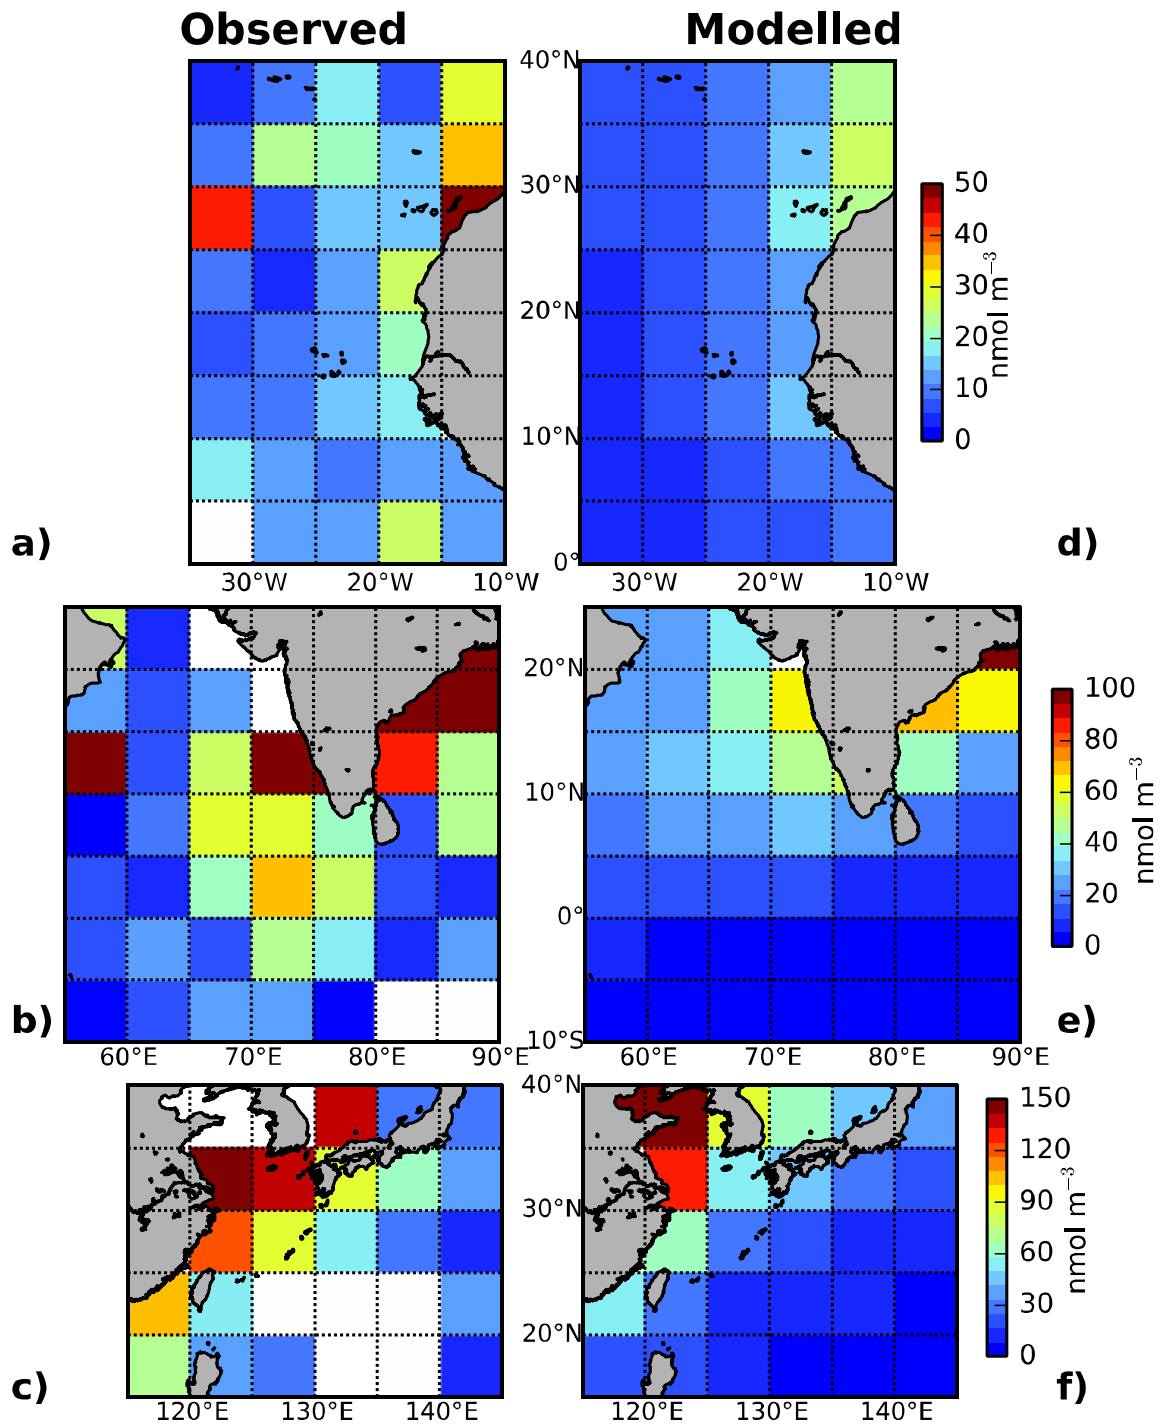 Observed Modelled
40°N
30°N
20°N
10°N
0°
50
40
30
20
10
0
nmol m⁻³
a) d)
30°W 20°W 10°W 30°W 20°W 10°W
20°N
10°N
0°
10°S
100
80
60
40
20
0
nmol m⁻³
b) e)
60°E 70°E 80°E 90°E 60°E 70°E 80°E 90°E
40°N
30°N
20°N
150
120
90
60
30
0
nmol m⁻³
c) f)
120°E 130°E 140°E 120°E 130°E 140°E